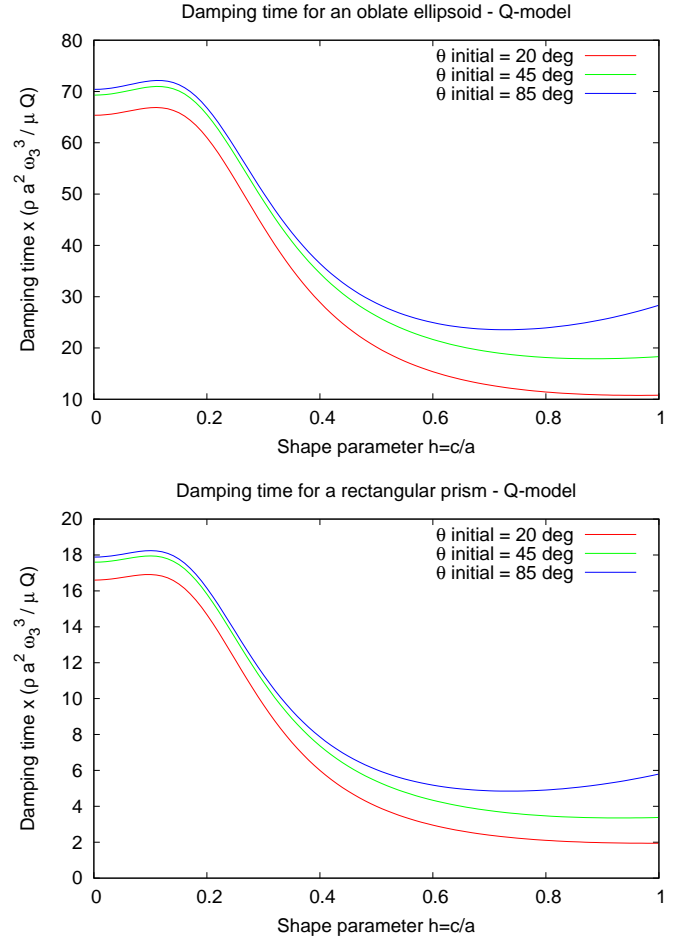 Damping time for an oblate ellipsoid - Q-model
80
70
60
50
40
30
20
10
0
0.2
0.4
0.6
0.8
1
Damping time x (ρ a² ω₃³ / μ Q)
Shape parameter h=c/a
θ initial = 20 deg
θ initial = 45 deg
θ initial = 85 deg
Damping time for a rectangular prism - Q-model
20
18
16
14
12
10
8
6
4
2
0
0
0.2
0.4
0.6
0.8
1
Damping time x (ρ a² ω₃³ / μ Q)
Shape parameter h=c/a
θ initial = 20 deg
θ initial = 45 deg
θ initial = 85 deg